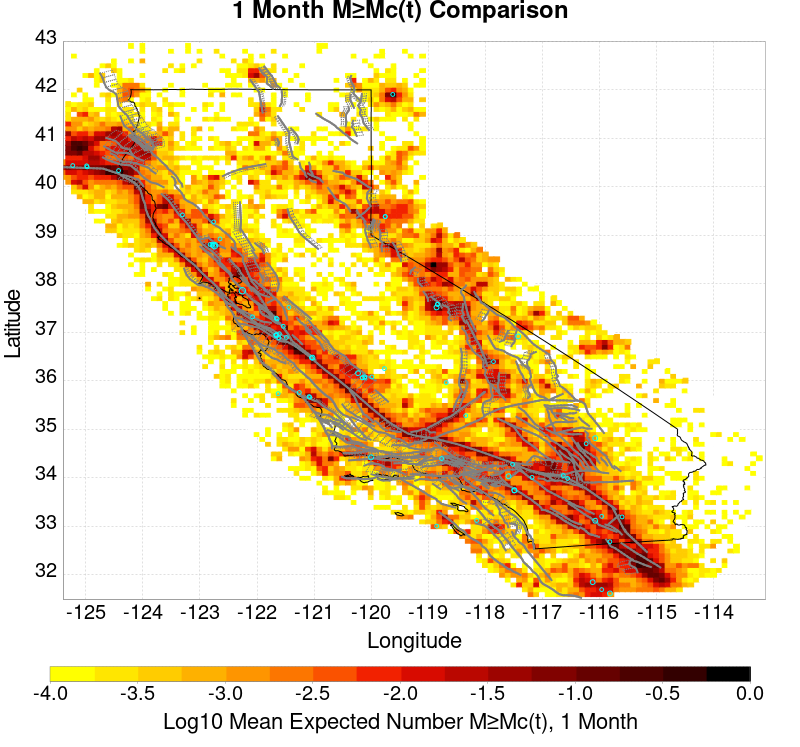 1 Month M≥Mc(t) Comparison
43
42
41
40
39
38
37
36
35
34
33
32
Latitude
-125 -124 -123 -122 -121 -120 -119 -118 -117 -116 -115 -114
Longitude
-4.0 -3.5 -3.0 -2.5 -2.0 -1.5 -1.0 -0.5 0.0
Log10 Mean Expected Number M≥Mc(t), 1 Month